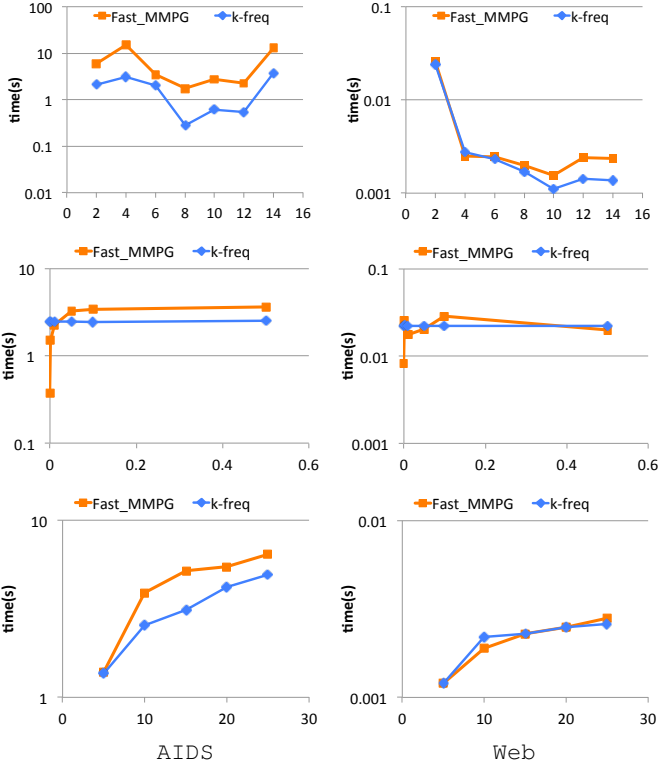 Fast_MMPG k-freq
time(s)
100
10
1
0.1
0.01
0 2 4 6 8 10 12 14 16
Fast_MMPG k-freq
time(s)
0.1
0.01
0.001
0 2 4 6 8 10 12 14 16
Fast_MMPG k-freq
time(s)
10
1
0.1
0 0.2 0.4 0.6
Fast_MMPG k-freq
time(s)
0.1
0.01
0.001
0 0.2 0.4 0.6
Fast_MMPG k-freq
time(s)
10
1
0 10 20 30
Fast_MMPG k-freq
time(s)
0.01
0.001
0 10 20 30
AIDS Web